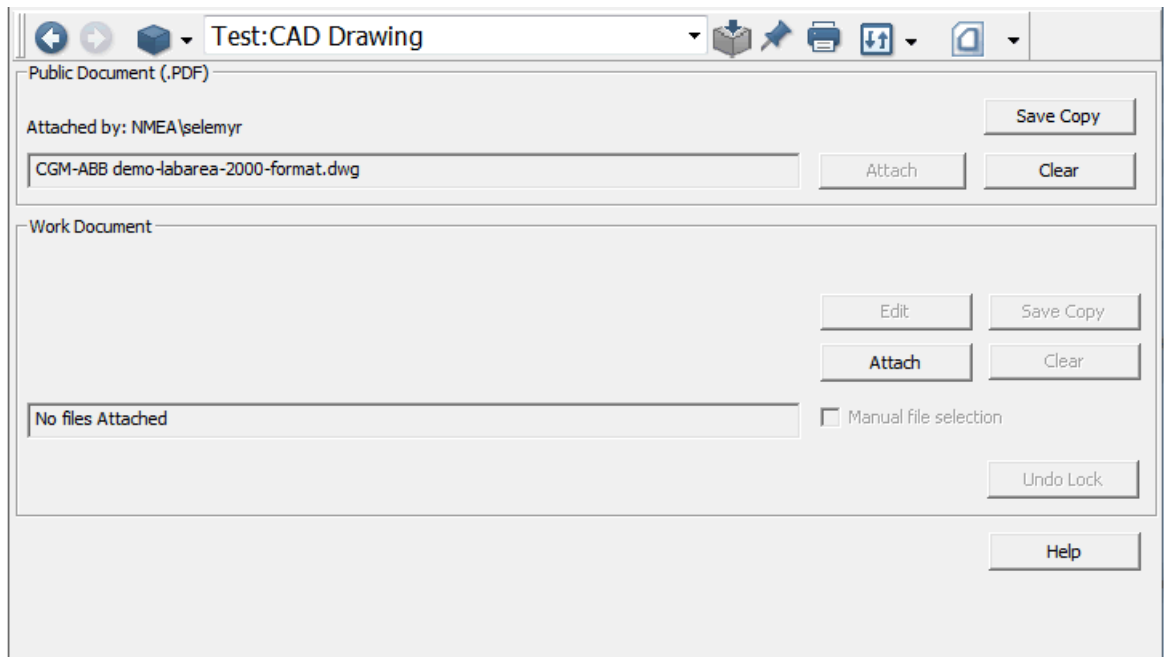 Test:CAD Drawing
Public Document (.PDF)
Attached by: NMEA\selemyr
Save Copy
CGM-ABB demo-labarea-2000-format.dwg
Attach
Clear
Work Document
Edit
Save Copy
Attach
Clear
No files Attached
Manual file selection
Undo Lock
Help